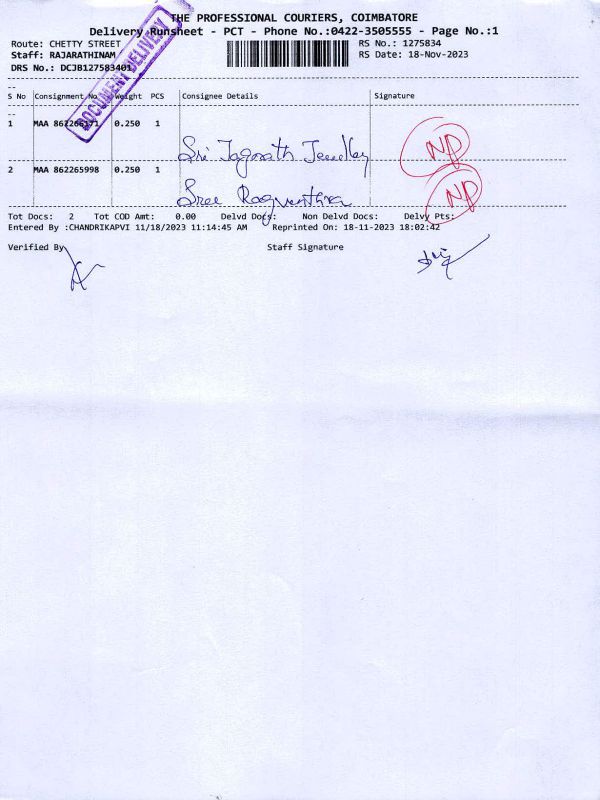 THE PROFESSIONAL COURIERS, COIMBATORE
Delivery Runsheet - PCT - Phone No.:0422-3505555 - Page No.:1
Route: CHETTY STREET RS No.: 1275834
Staff: RAJARATHINAM RS Date: 18-Nov-2023
DRS No.: DCJB127583401
DOCUMENT DELIVERY
S No Consignment No Weight PCS Consignee Details Signature
1 MAA 862266171 0.250 1 Sri Jagnath NP
2 MAA 862265998 0.250 1 Sree Ragventhra NP
Tot Docs: 2 Tot COD Amt: 0.00 Delvd Docs: Non Delvd Docs: Delvy Pts:
Entered By :CHANDRIKAPVI 11/18/2023 11:14:45 AM Reprinted On: 18-11-2023 18:02:42
Verified By Staff Signature